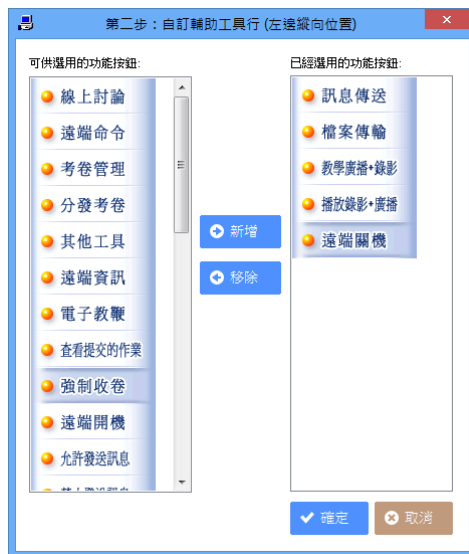 第二步：自訂輔助工具行 (左邊縱向位置)
可供選用的功能按鈕:
線上討論
遠端命令
考卷管理
分發考卷
其他工具
遠端資訊
電子教鞭
查看提交的作業
強制收卷
遠端開機
允許發送訊息
新增
移除
已經選用的功能按鈕:
訊息傳送
檔案傳輸
教學廣播+錄影
播放錄影+廣播
遠端關機
確定
取消